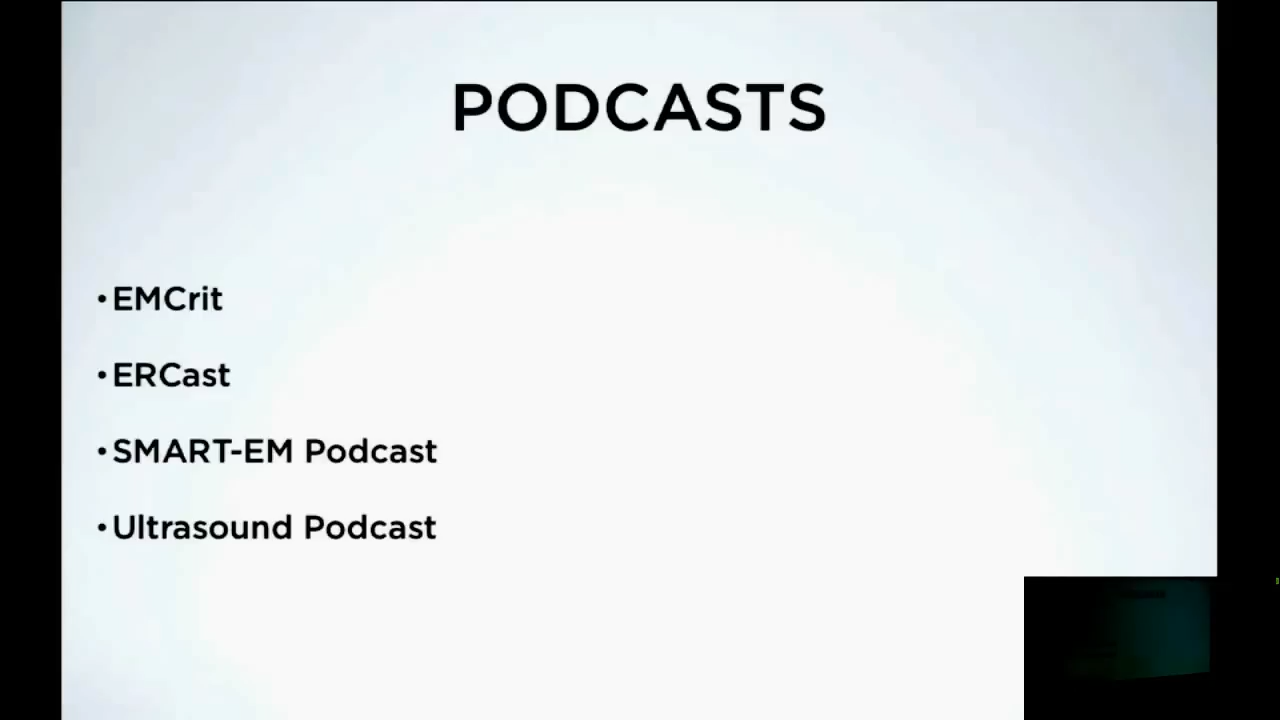 PODCASTS
• EMCrit
• ERCast
• SMART-EM Podcast
• Ultrasound Podcast